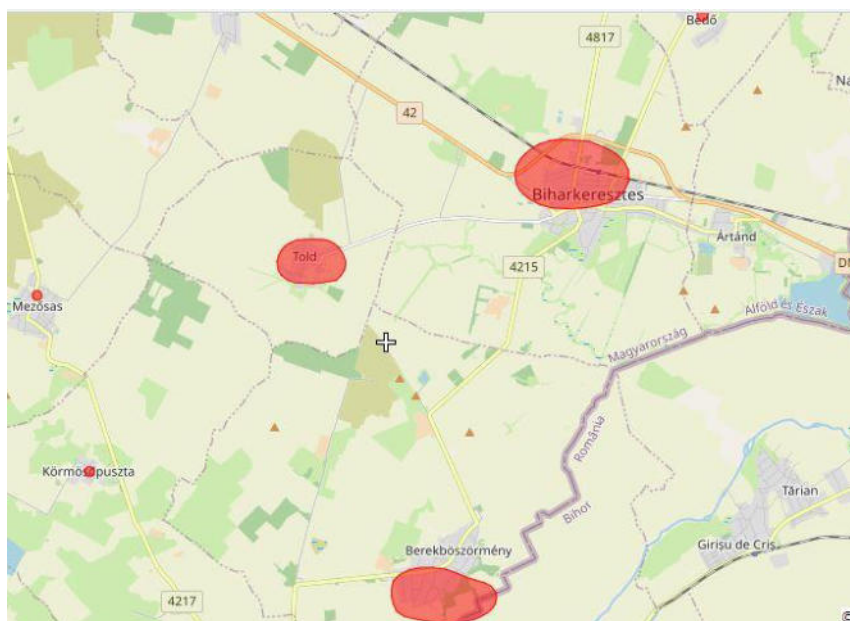 Bedő
4817
Na
42
Biharkeresztes
Ártánd
Told
4215
DN
Mezősas
Alföld és Észak
Magyarország
România
Körmösdpuszta
Tărian
Bihor
Girișu de Criș
Berekböszörmény
4217
©